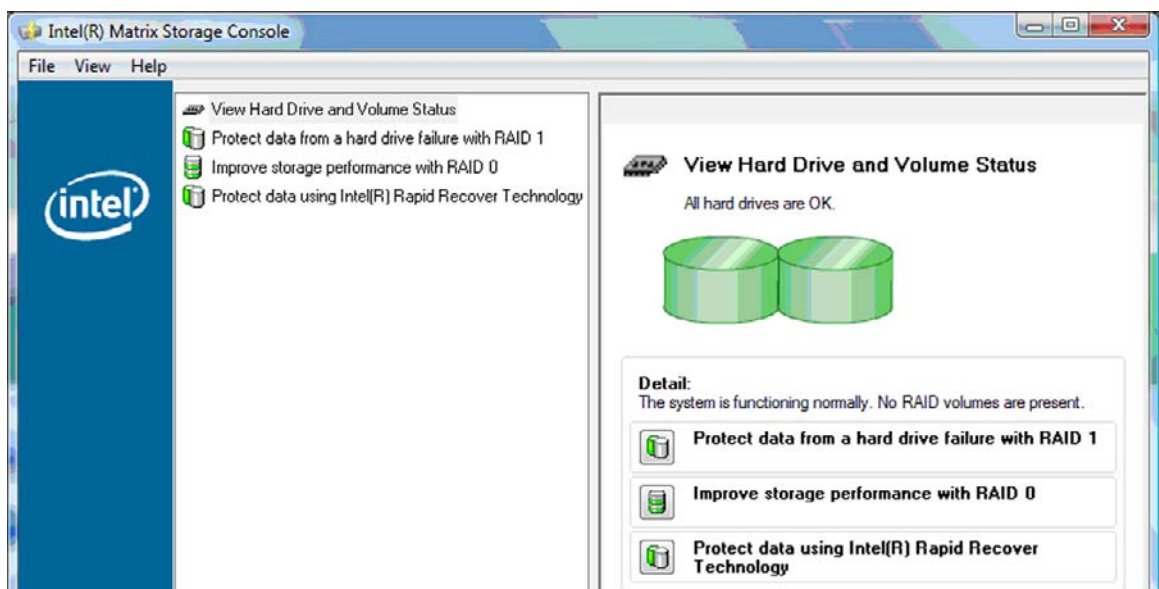 Intel(R) Matrix Storage Console
File View Help
intel
View Hard Drive and Volume Status
Protect data from a hard drive failure with RAID 1
Improve storage performance with RAID 0
Protect data using Intel(R) Rapid Recover Technology
View Hard Drive and Volume Status
All hard drives are OK.
Detail:
The system is functioning normally. No RAID volumes are present.
Protect data from a hard drive failure with RAID 1
Improve storage performance with RAID 0
Protect data using Intel(R) Rapid Recover
Technology